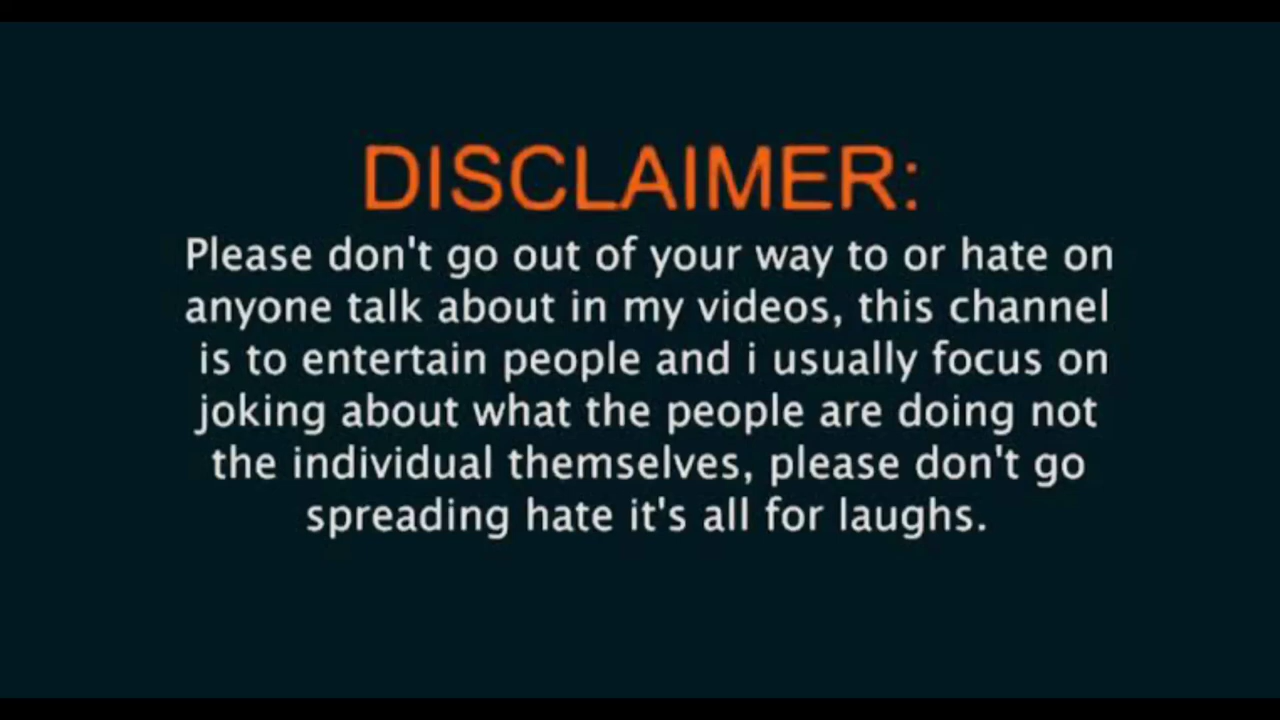 DISCLAIMER:
Please don't go out of your way to or hate on
anyone talk about in my videos, this channel
is to entertain people and i usually focus on
joking about what the people are doing not
the individual themselves, please don't go
spreading hate it's all for laughs.